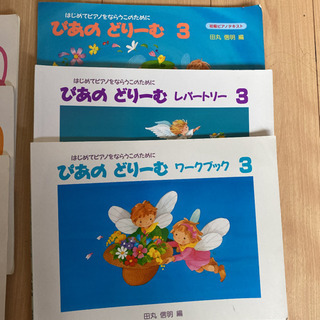 はじめてピアノをならうこのために
ぴあの どりーむ 3
初級ピアノテキスト
田丸 信明 編
はじめてピアノをならうこのために
ぴあの どりーむ レパートリー 3
はじめてピアノをならうこのために
ぴあの どりーむ ワークブック 3
田丸 信明 編